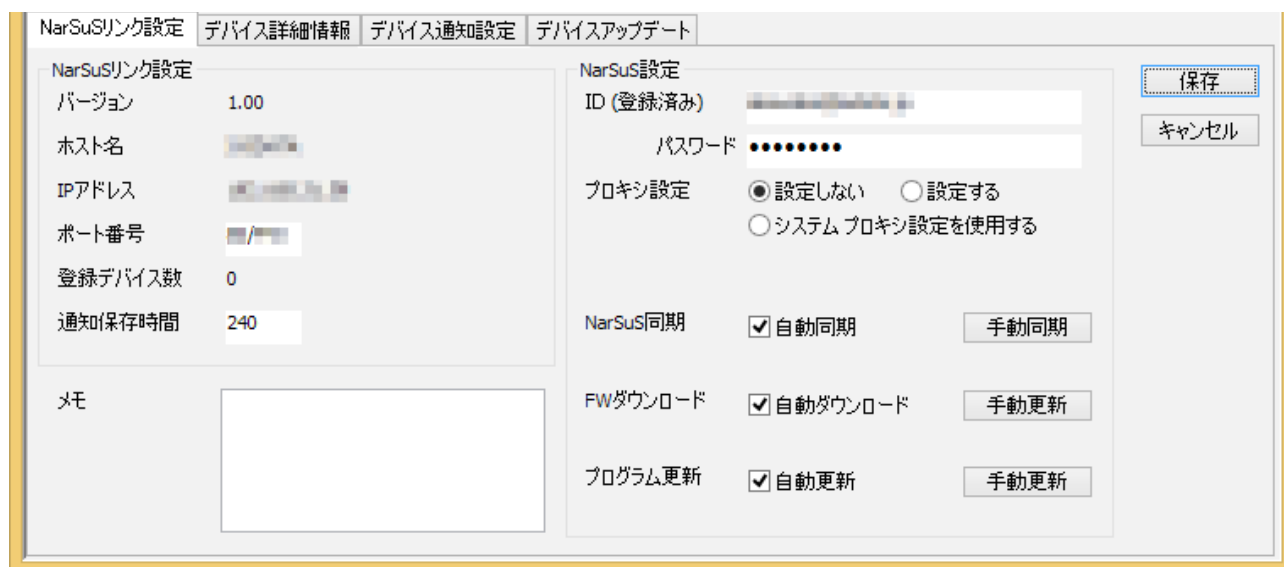 NarSuSリンク設定 デバイス詳細情報 デバイス通知設定 デバイスアップデート
NarSuSリンク設定
バージョン 1.00
ホスト名
IPアドレス
ポート番号 /
登録デバイス数 0
通知保存時間 240
メモ
NarSuS設定
ID (登録済み)
パスワード ●●●●●●●●
プロキシ設定 設定しない 設定する
システム プロキシ設定を使用する
NarSuS同期 自動同期 手動同期
FWダウンロード 自動ダウンロード 手動更新
プログラム更新 自動更新 手動更新
保存
キャンセル